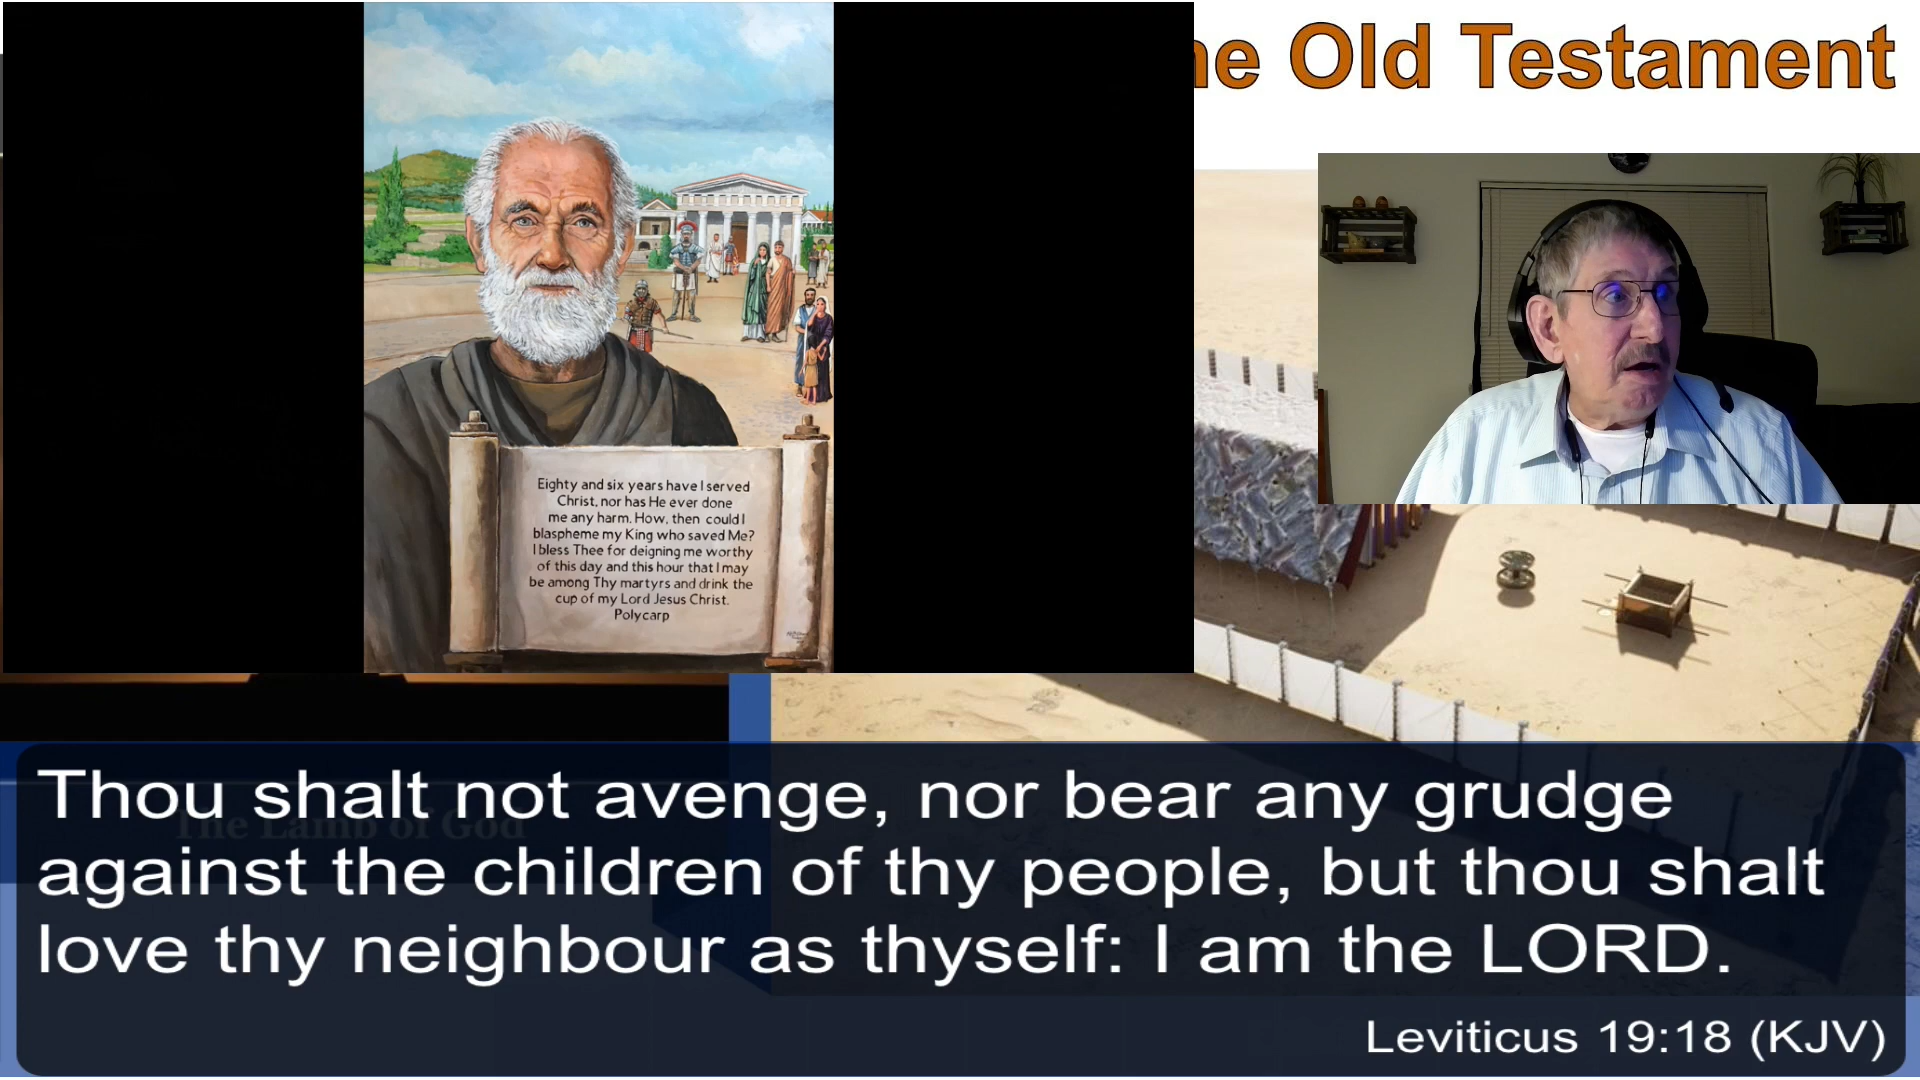 he Old Testament
Eighty and six years have I served
Christ, nor has He ever done
me any harm. How, then could I
blaspheme my King who saved Me?
I bless Thee for deigning me worthy
of this day and this hour that I may
be among Thy martyrs and drink the
cup of my Lord Jesus Christ.
Polycarp
The Lamb of God
Thou shalt not avenge, nor bear any grudge
against the children of thy people, but thou shalt
love thy neighbour as thyself: I am the LORD.
Leviticus 19:18 (KJV)